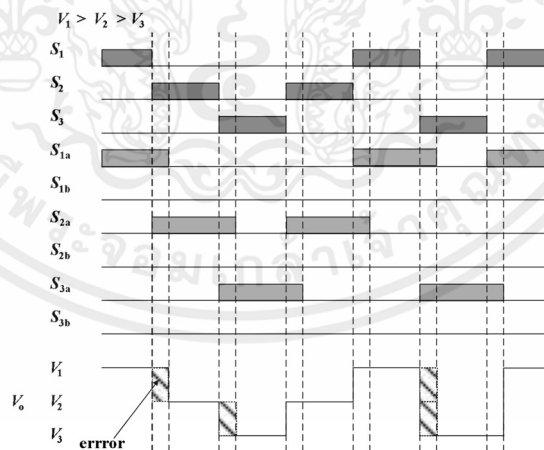 V1 > V2 > V3
S1
S2
S3
S1a
S1b
S2a
S2b
S3a
S3b
V1
Vo V2
V3
errror